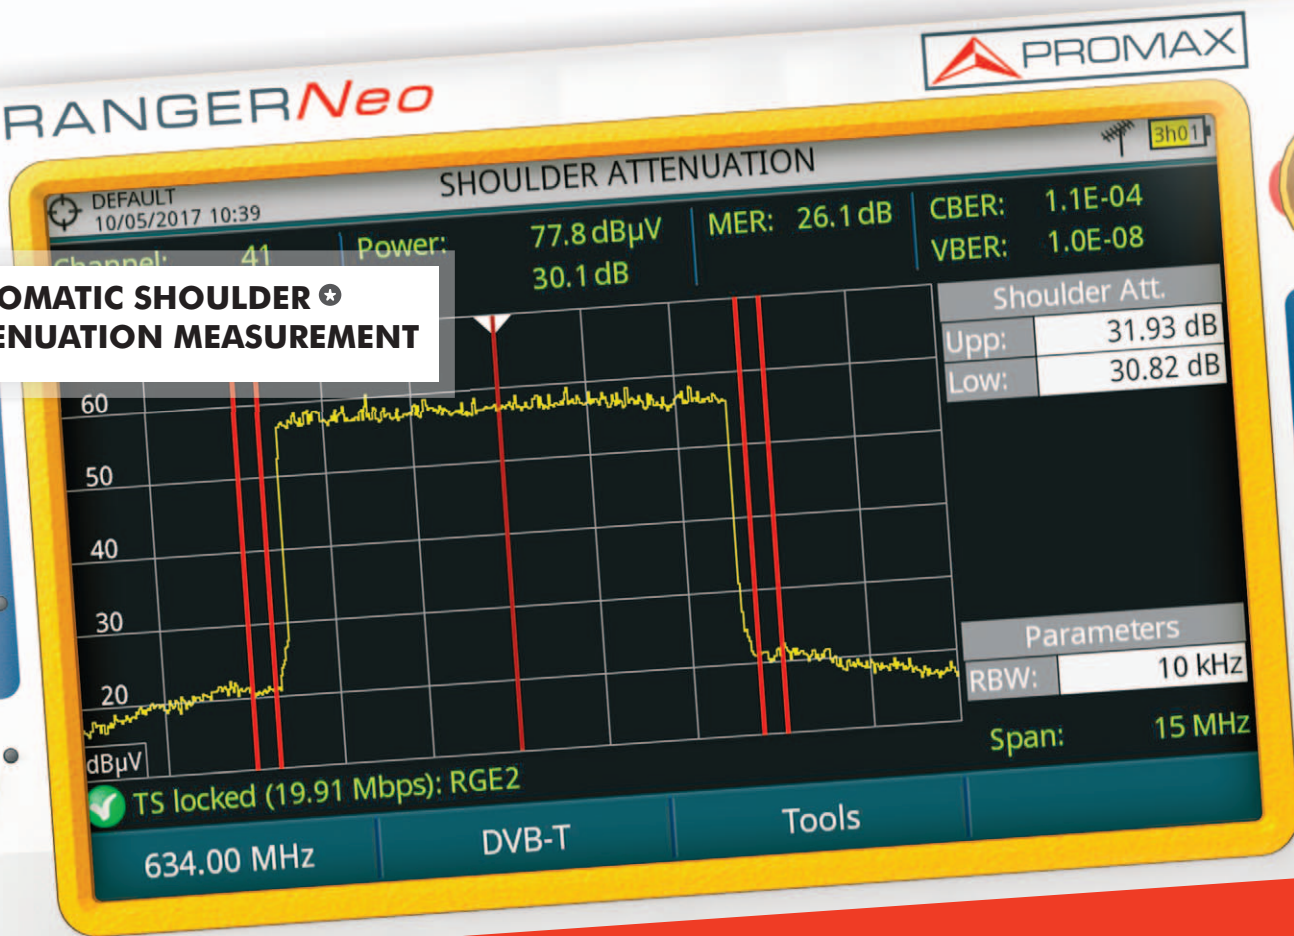 RANGERNeo
PROMAX
DEFAULT
10/05/2017 10:39
SHOULDER ATTENUATION
3h01
Channel: 41
Power: 77.8 dBµV
30.1 dB
MER: 26.1 dB
CBER: 1.1E-04
VBER: 1.0E-08
OMATIC SHOULDER
ENUATION MEASUREMENT
Shoulder Att.
Upp: 31.93 dB
Low: 30.82 dB
60
50
40
30
20
dBµV
Parameters
RBW: 10 kHz
Span: 15 MHz
TS locked (19.91 Mbps): RGE2
634.00 MHz
DVB-T
Tools